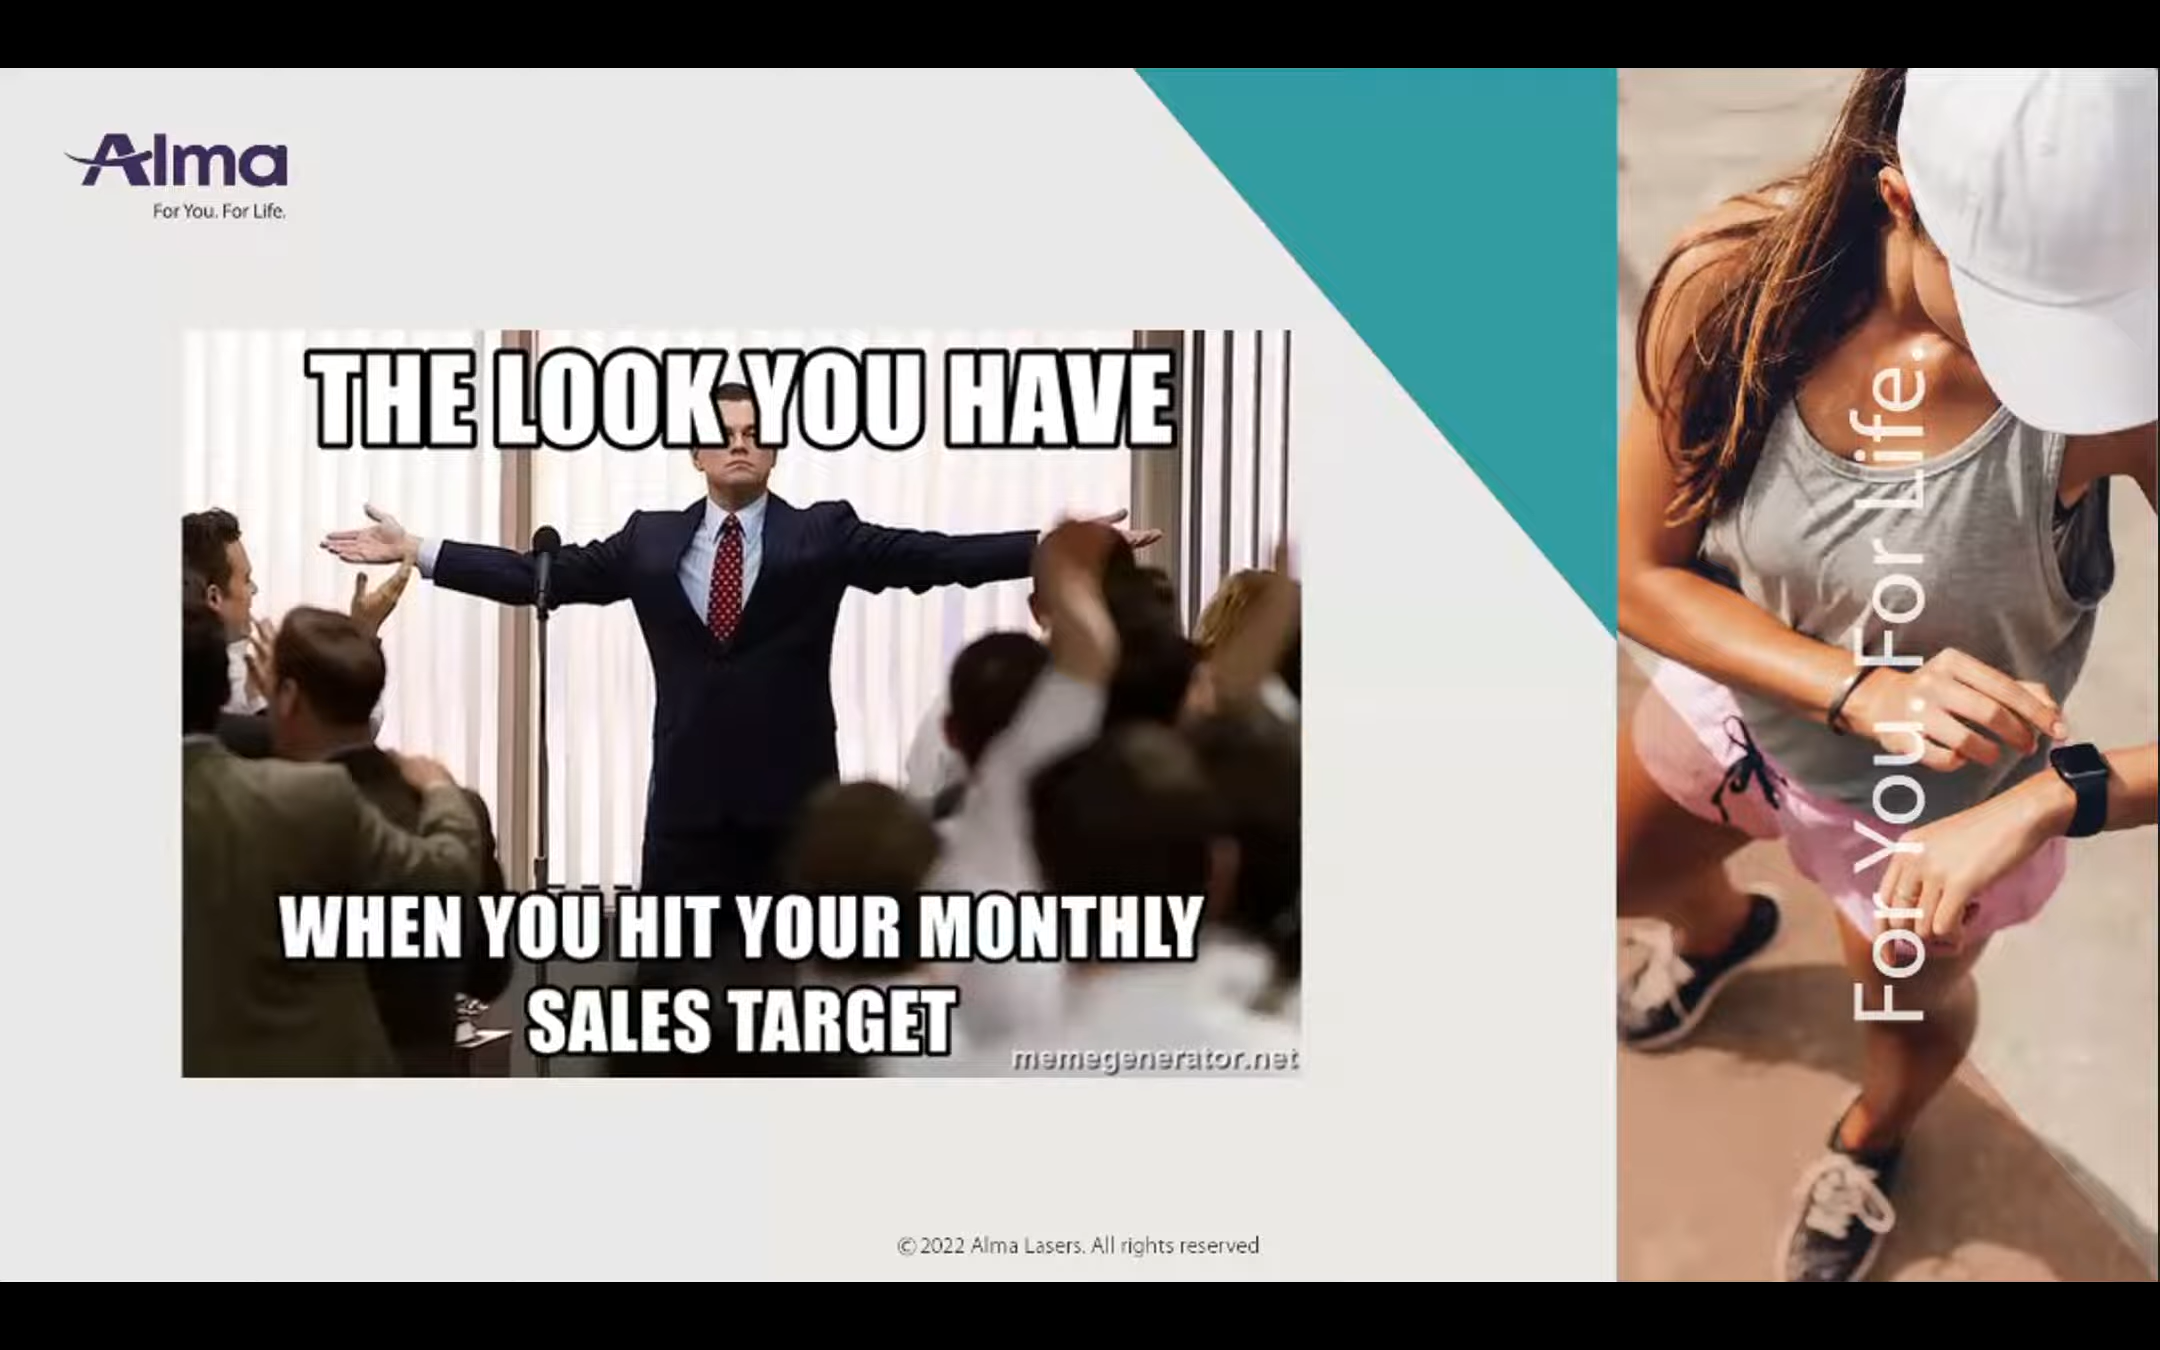 Alma
For You. For Life.
THE LOOK YOU HAVE
WHEN YOU HIT YOUR MONTHLY
SALES TARGET
memegenerator.net
For You. For Life.
© 2022 Alma Lasers. All rights reserved